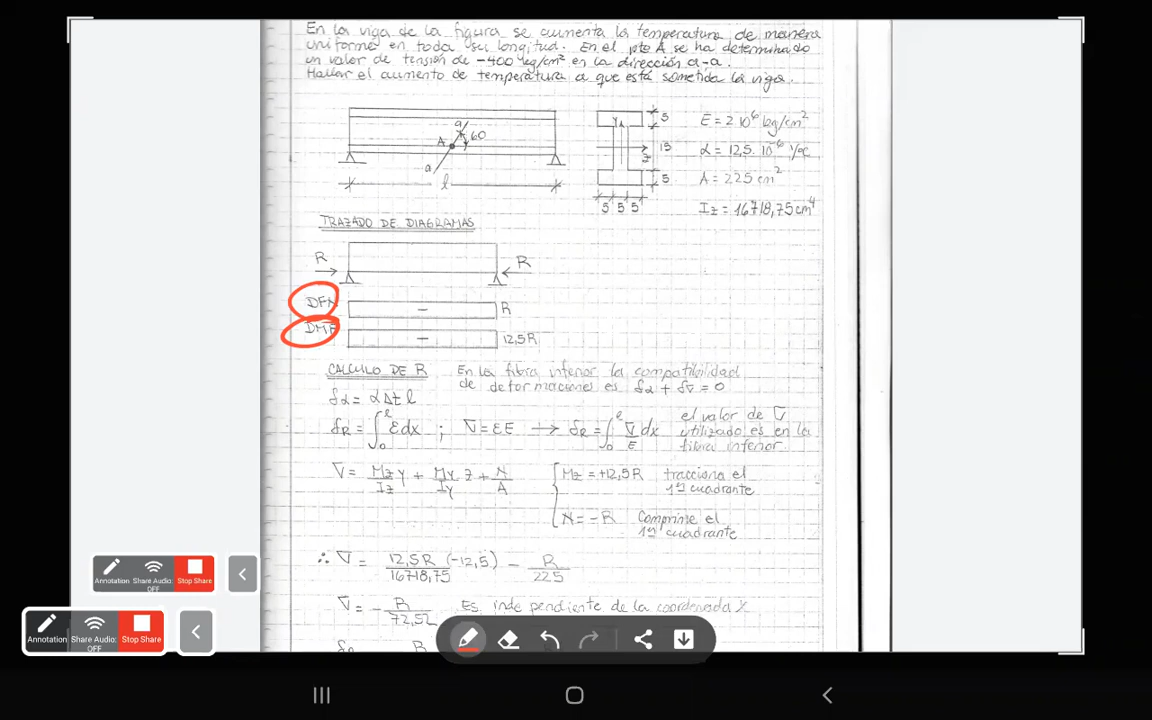 En la viga de la figura se aumenta la temperatura de manera
uniforme en toda su longitud. En el pto A se ha determinado
un valor de tensión de -400 kg/cm² en la dirección a-a.
Hallar el aumento de temperatura a que está sometida la viga.
a
A
60
a
l
Y
z
5
15
5
5 5 5
E = 2 10⁶ kg/cm²
α = 12,5. 10⁻⁶ 1/ºC
A = 225 cm²
Iz = 16718,75 cm⁴
TRAZADO DE DIAGRAMAS
R
R
DFN
- R
DMF
12,5R
CALCULO DE R
En la fibra inferior la compatibilidad
de deformaciones es δα + δσ = 0
δα = αΔt l
δR = ∫₀ˡ εdx ; σ = εE → δR = ∫₀ˡ σ/E dx
el valor de σ
utilizado es en la
fibra inferior.
σ = Mz/Iz y + My/Iy z + N/A
Mz = +12,5R tracciona el
1er cuadrante
N = -R Comprime el
1er cuadrante
∴ σ = 12,5R/16718,75 (-12,5) - R/225
σ = - R/72,52 Es independiente de la coordenada X
Annotation
Share Audio:
OFF
Stop Share
Annotation
Share Audio:
OFF
Stop Share